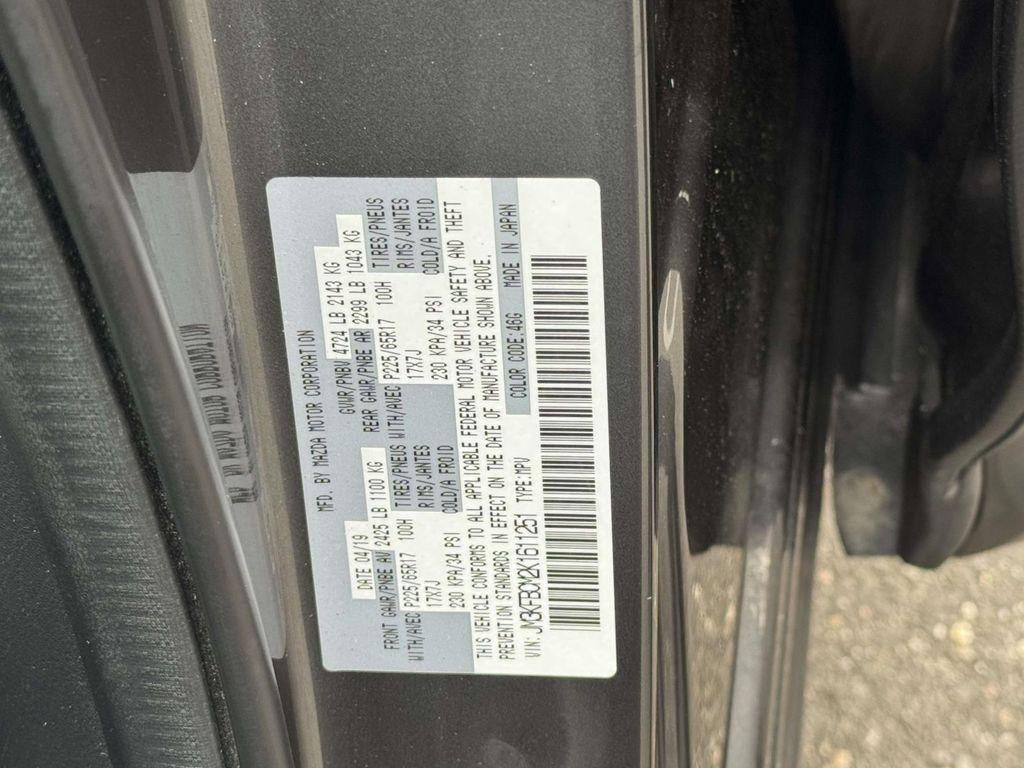 MFD. BY MAZDA MOTOR CORPORATION
DATE 04/19 GVWR/PNBV 4724 LB 2143 KG
FRONT GAWR/PNBE AV 2425 LB 1100 KG REAR GAWR/PNBE AR 2299 LB 1043 KG
WITH/AVEC P225/65R17 100H TIRES/PNEUS WITH/AVEC P225/65R17 100H TIRES/PNEUS
17X7J RIMS/JANTES 17X7J RIMS/JANTES
230 KPA/34 PSI COLD/A FROID 230 KPA/34 PSI COLD/A FROID
THIS VEHICLE CONFORMS TO ALL APPLICABLE FEDERAL MOTOR VEHICLE SAFETY AND THEFT
PREVENTION STANDARDS IN EFFECT ON THE DATE OF MANUFACTURE SHOWN ABOVE.
COLOR CODE:46G MADE IN JAPAN
VIN: JM3KFBCM2K1611251 TYPE:MPV